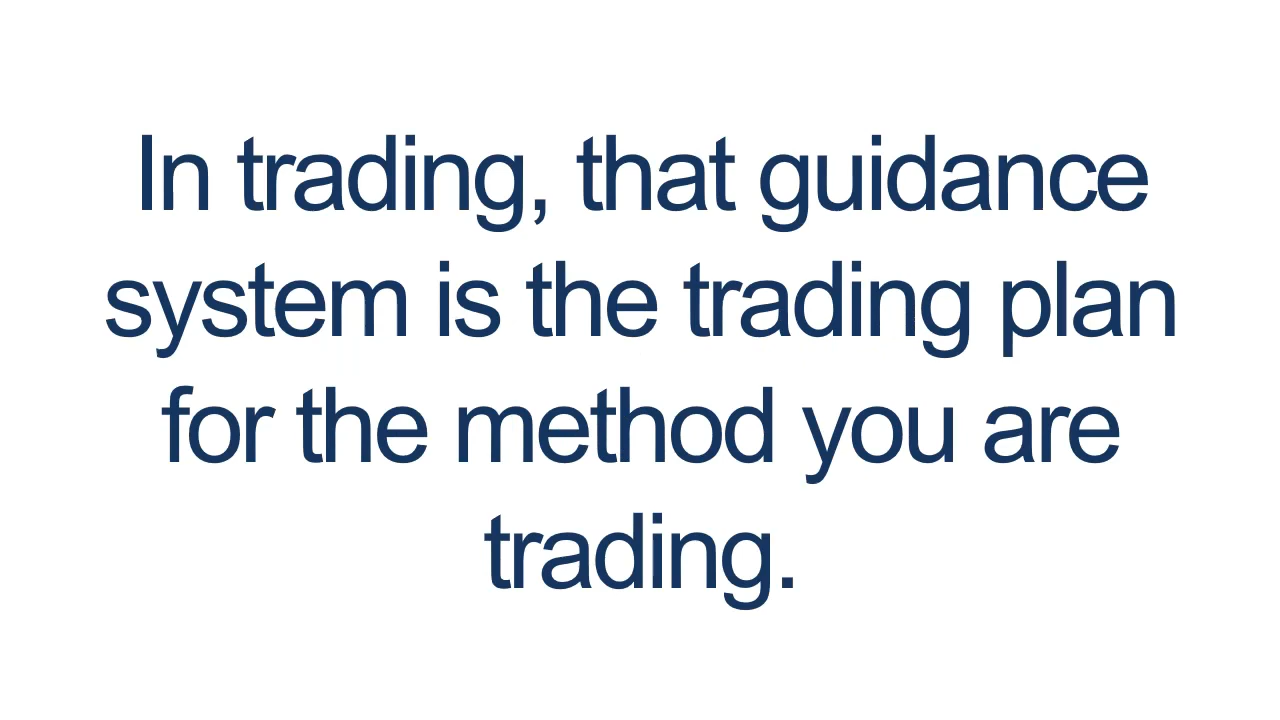 In trading, that guidance
system is the trading plan
for the method you are
trading.